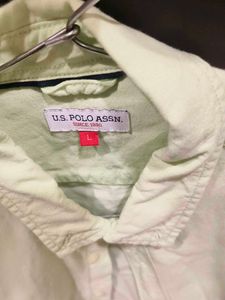 U.S. POLO ASSN.
SINCE 1890
L